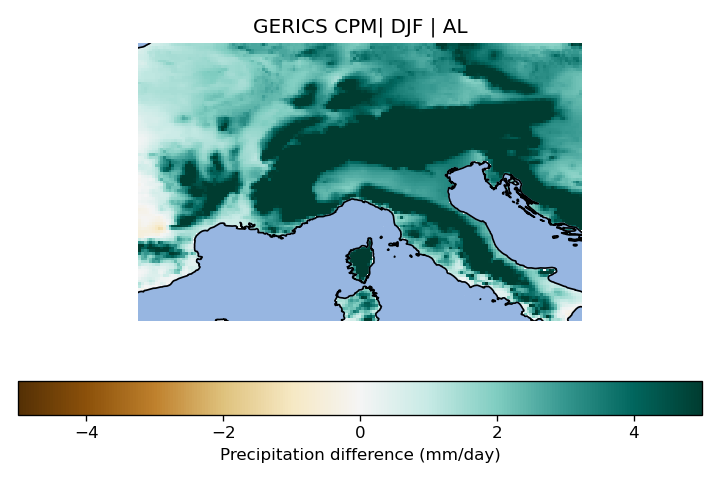 GERICS CPM| DJF | AL
−4 −2 0 2 4
Precipitation difference (mm/day)